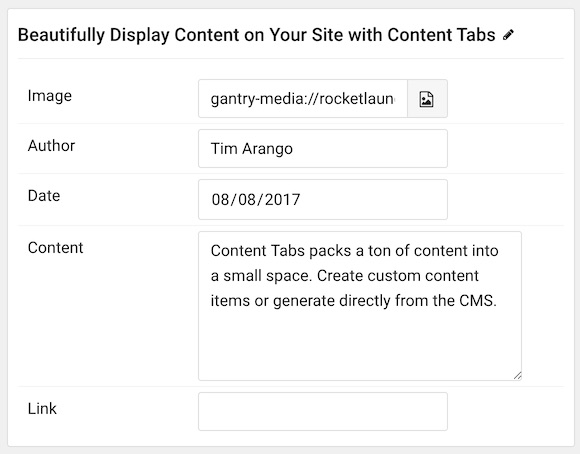 Beautifully Display Content on Your Site with Content Tabs
Image
gantry-media://rocketlaun
Author
Tim Arango
Date
08/08/2017
Content
Content Tabs packs a ton of content into
a small space. Create custom content
items or generate directly from the CMS.
Link